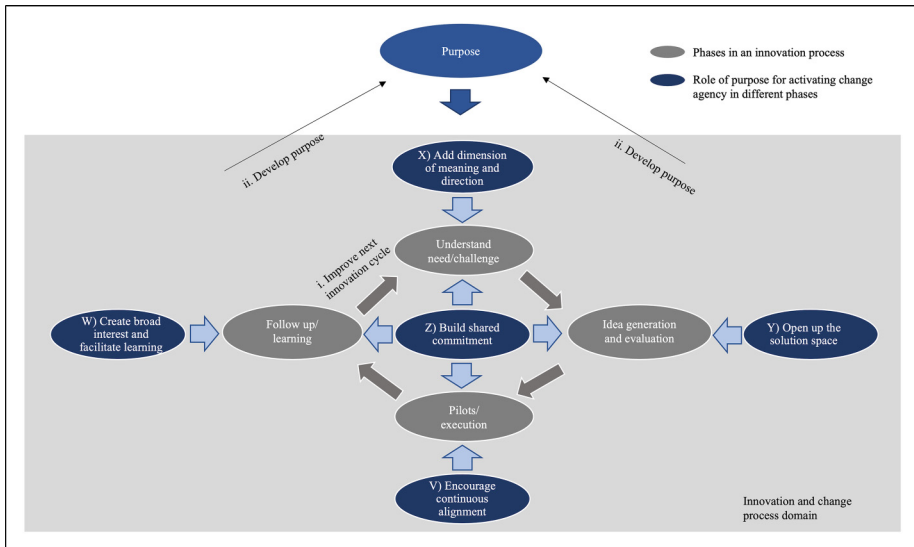 Purpose
Phases in an innovation process
Role of purpose for activating change
agency in different phases
ii. Develop purpose
ii. Develop purpose
X) Add dimension
of meaning and
direction
i. Improve next
innovation cycle
Understand
need/challenge
W) Create broad
interest and
facilitate learning
Follow up/
learning
Z) Build shared
commitment
Idea generation
and evaluation
Y) Open up the
solution space
Pilots/
execution
V) Encourage
continuous
alignment
Innovation and change
process domain